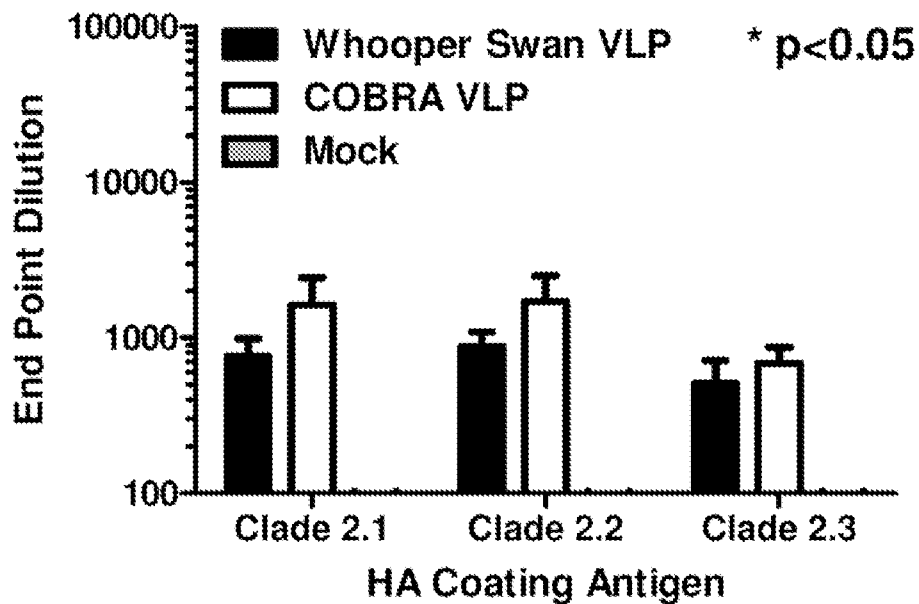 100000
10000
1000
100
End Point Dilution
Whooper Swan VLP
COBRA VLP
Mock
* p<0.05
Clade 2.1
Clade 2.2
Clade 2.3
HA Coating Antigen